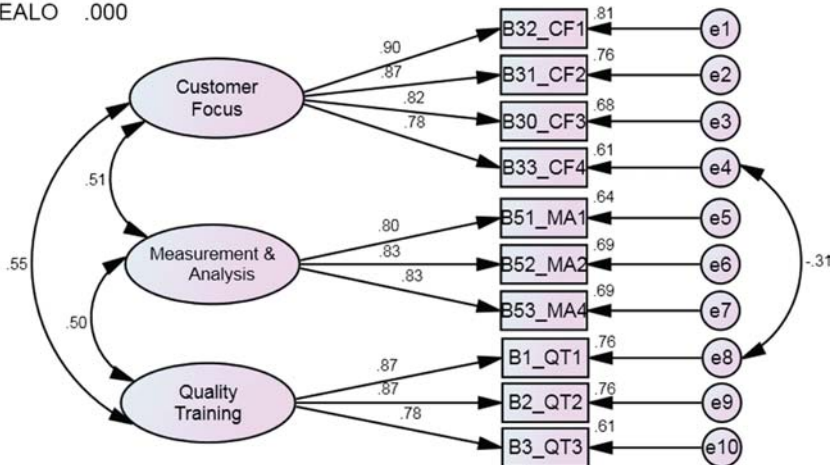 EALO .000
.81
B32_CF1
e1
.90
.76
B31_CF2
e2
.87
Customer
Focus
.82
.68
B30_CF3
e3
.78
.61
B33_CF4
e4
.51
.64
B51_MA1
e5
.80
Measurement &
Analysis
.83
.69
B52_MA2
e6
.55
-.31
.83
.69
B53_MA4
e7
.50
.76
B1_QT1
e8
.87
.87
.76
B2_QT2
e9
Quality
Training
.78
.61
B3_QT3
e10